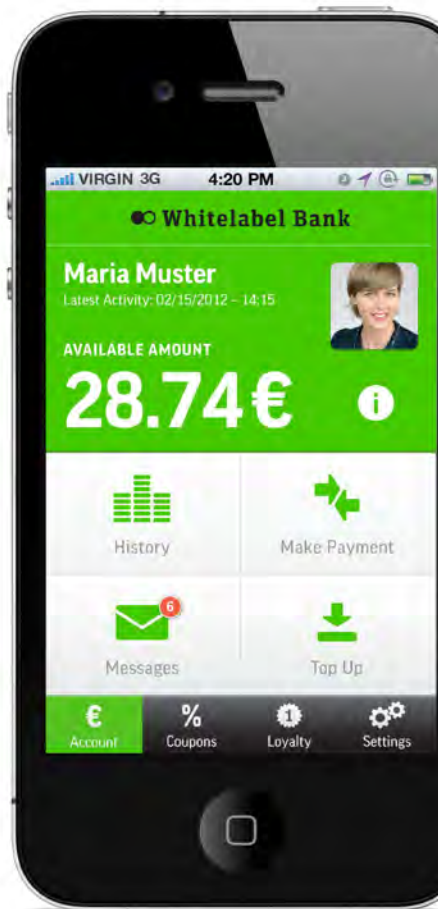 VIRGIN 3G 4:20 PM
Whitelabel Bank
Maria Muster
Latest Activity: 02/15/2012 – 14:15
AVAILABLE AMOUNT
28.74€
i
History Make Payment
6
Messages Top Up
€ % 1
Account Coupons Loyalty Settings